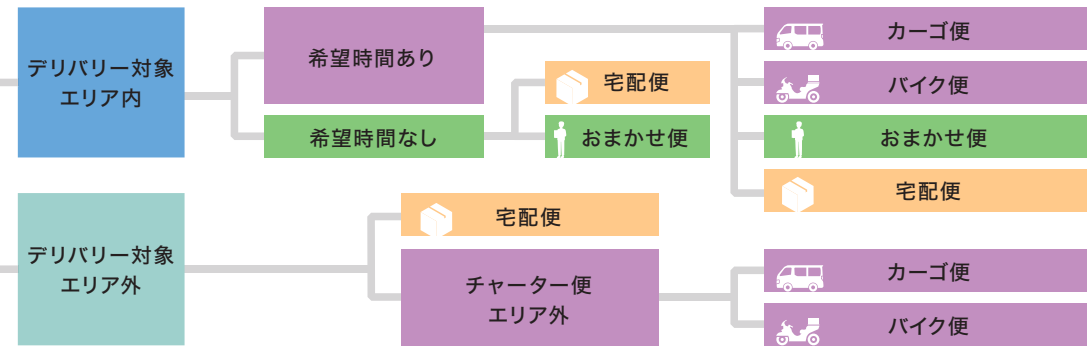 デリバリー対象
エリア内
希望時間あり
希望時間なし
宅配便
おまかせ便
カーゴ便
バイク便
おまかせ便
宅配便
デリバリー対象
エリア外
宅配便
チャーター便
エリア外
カーゴ便
バイク便